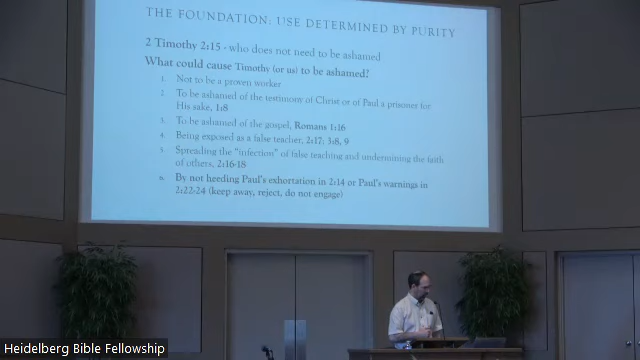 THE FOUNDATION: USE DETERMINED BY PURITY
2 Timothy 2:15 - who does not need to be ashamed
What could cause Timothy (or us) to be ashamed?
1. Not to be a proven worker
2. To be ashamed of the testimony of Christ or of Paul a prisoner for
His sake, 1:8
3. To be ashamed of the gospel, Romans 1:16
4. Being exposed as a false teacher, 2:17; 3:8, 9
5. Spreading the "infection" of false teaching and undermining the faith
of others, 2:16-18
6. By not heeding Paul's exhortation in 2:14 or Paul's warnings in
2:22-24 (keep away, reject, do not engage)
Heidelberg Bible Fellowship